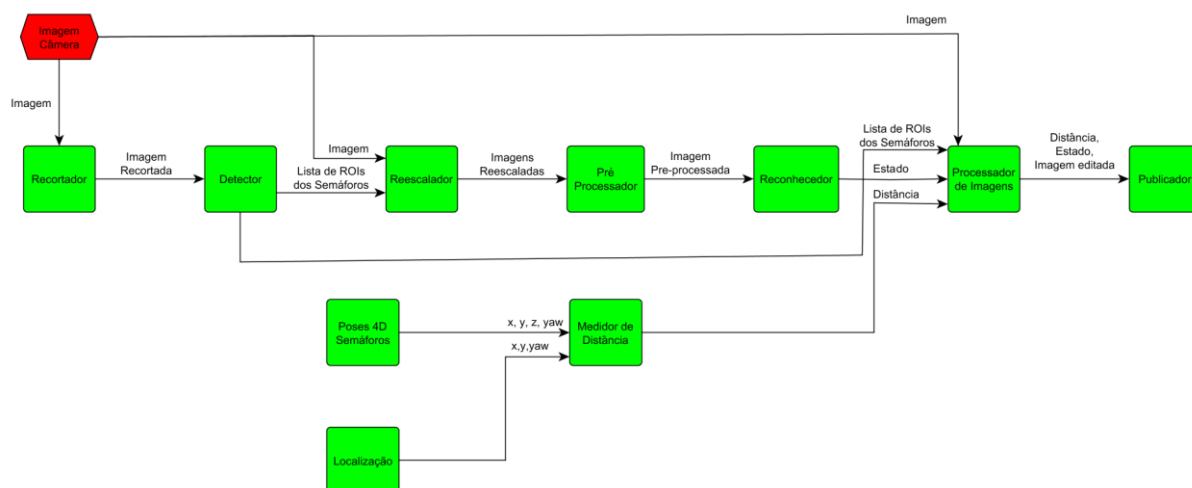 Imagem
Imagem
Câmera
Imagem
Lista de ROIs
dos Semáforos
Distância,
Estado,
Imagem editada
Imagem
Recortada
Imagem
Lista de ROIs
dos Semáforos
Imagens
Reescaladas
Imagem
Pre-processada
Estado
Distância
Recortador
Detector
Reescalador
Pré
Processador
Reconhecedor
Processador
de Imagens
Publicador
Poses 4D
Semáforos
x, y, z, yaw
x,y,yaw
Medidor de
Distância
Localização